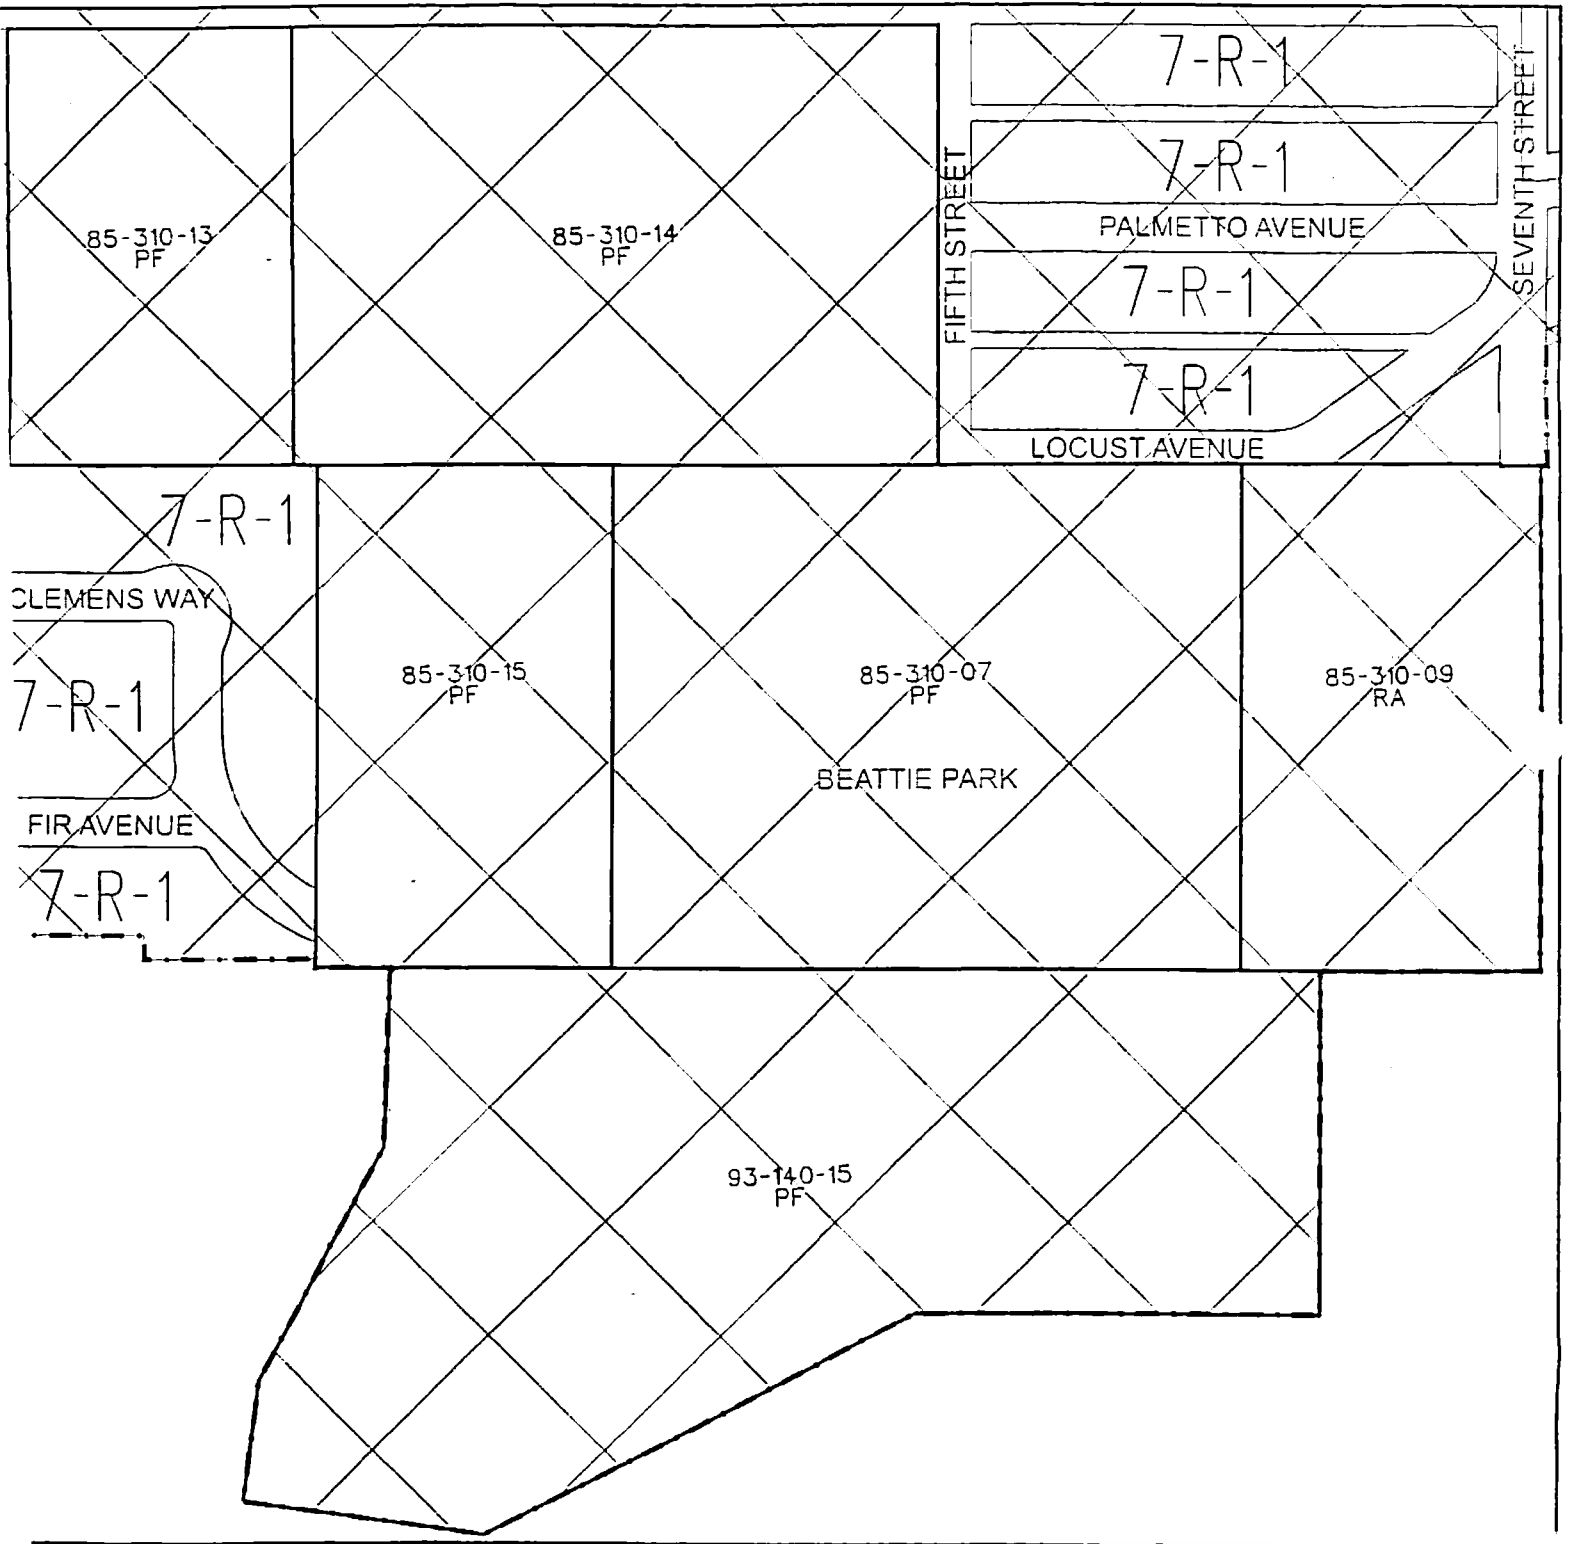 7-R-1
7-R-1
PALMETTO AVENUE
7-R-1
7-R-1
LOCUST AVENUE
FIFTH STREET
SEVENTH STREET
85-310-13
PF
85-310-14
PF
7-R-1
CLEMENS WAY
7-R-1
FIR AVENUE
7-R-1
85-310-15
PF
85-310-07
PF
BEATTIE PARK
85-310-09
RA
93-140-15
PF